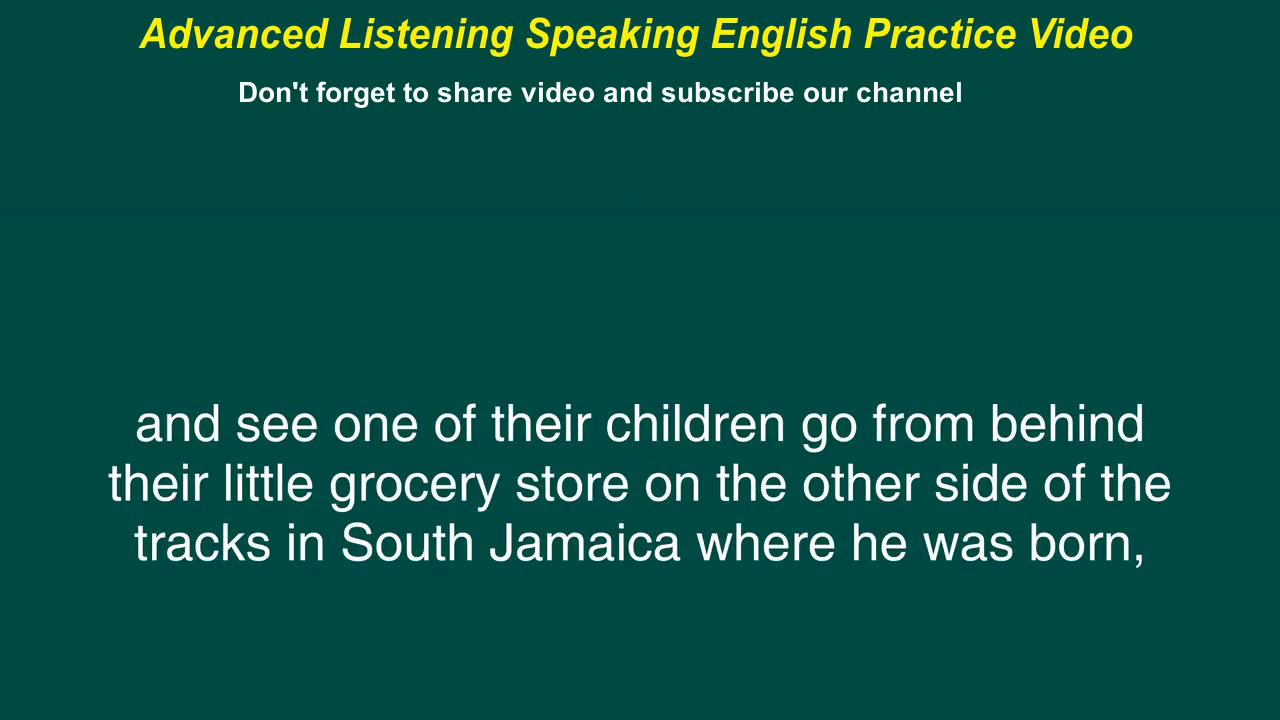 Advanced Listening Speaking English Practice Video
Don't forget to share video and subscribe our channel
and see one of their children go from behind
their little grocery store on the other side of the
tracks in South Jamaica where he was born,